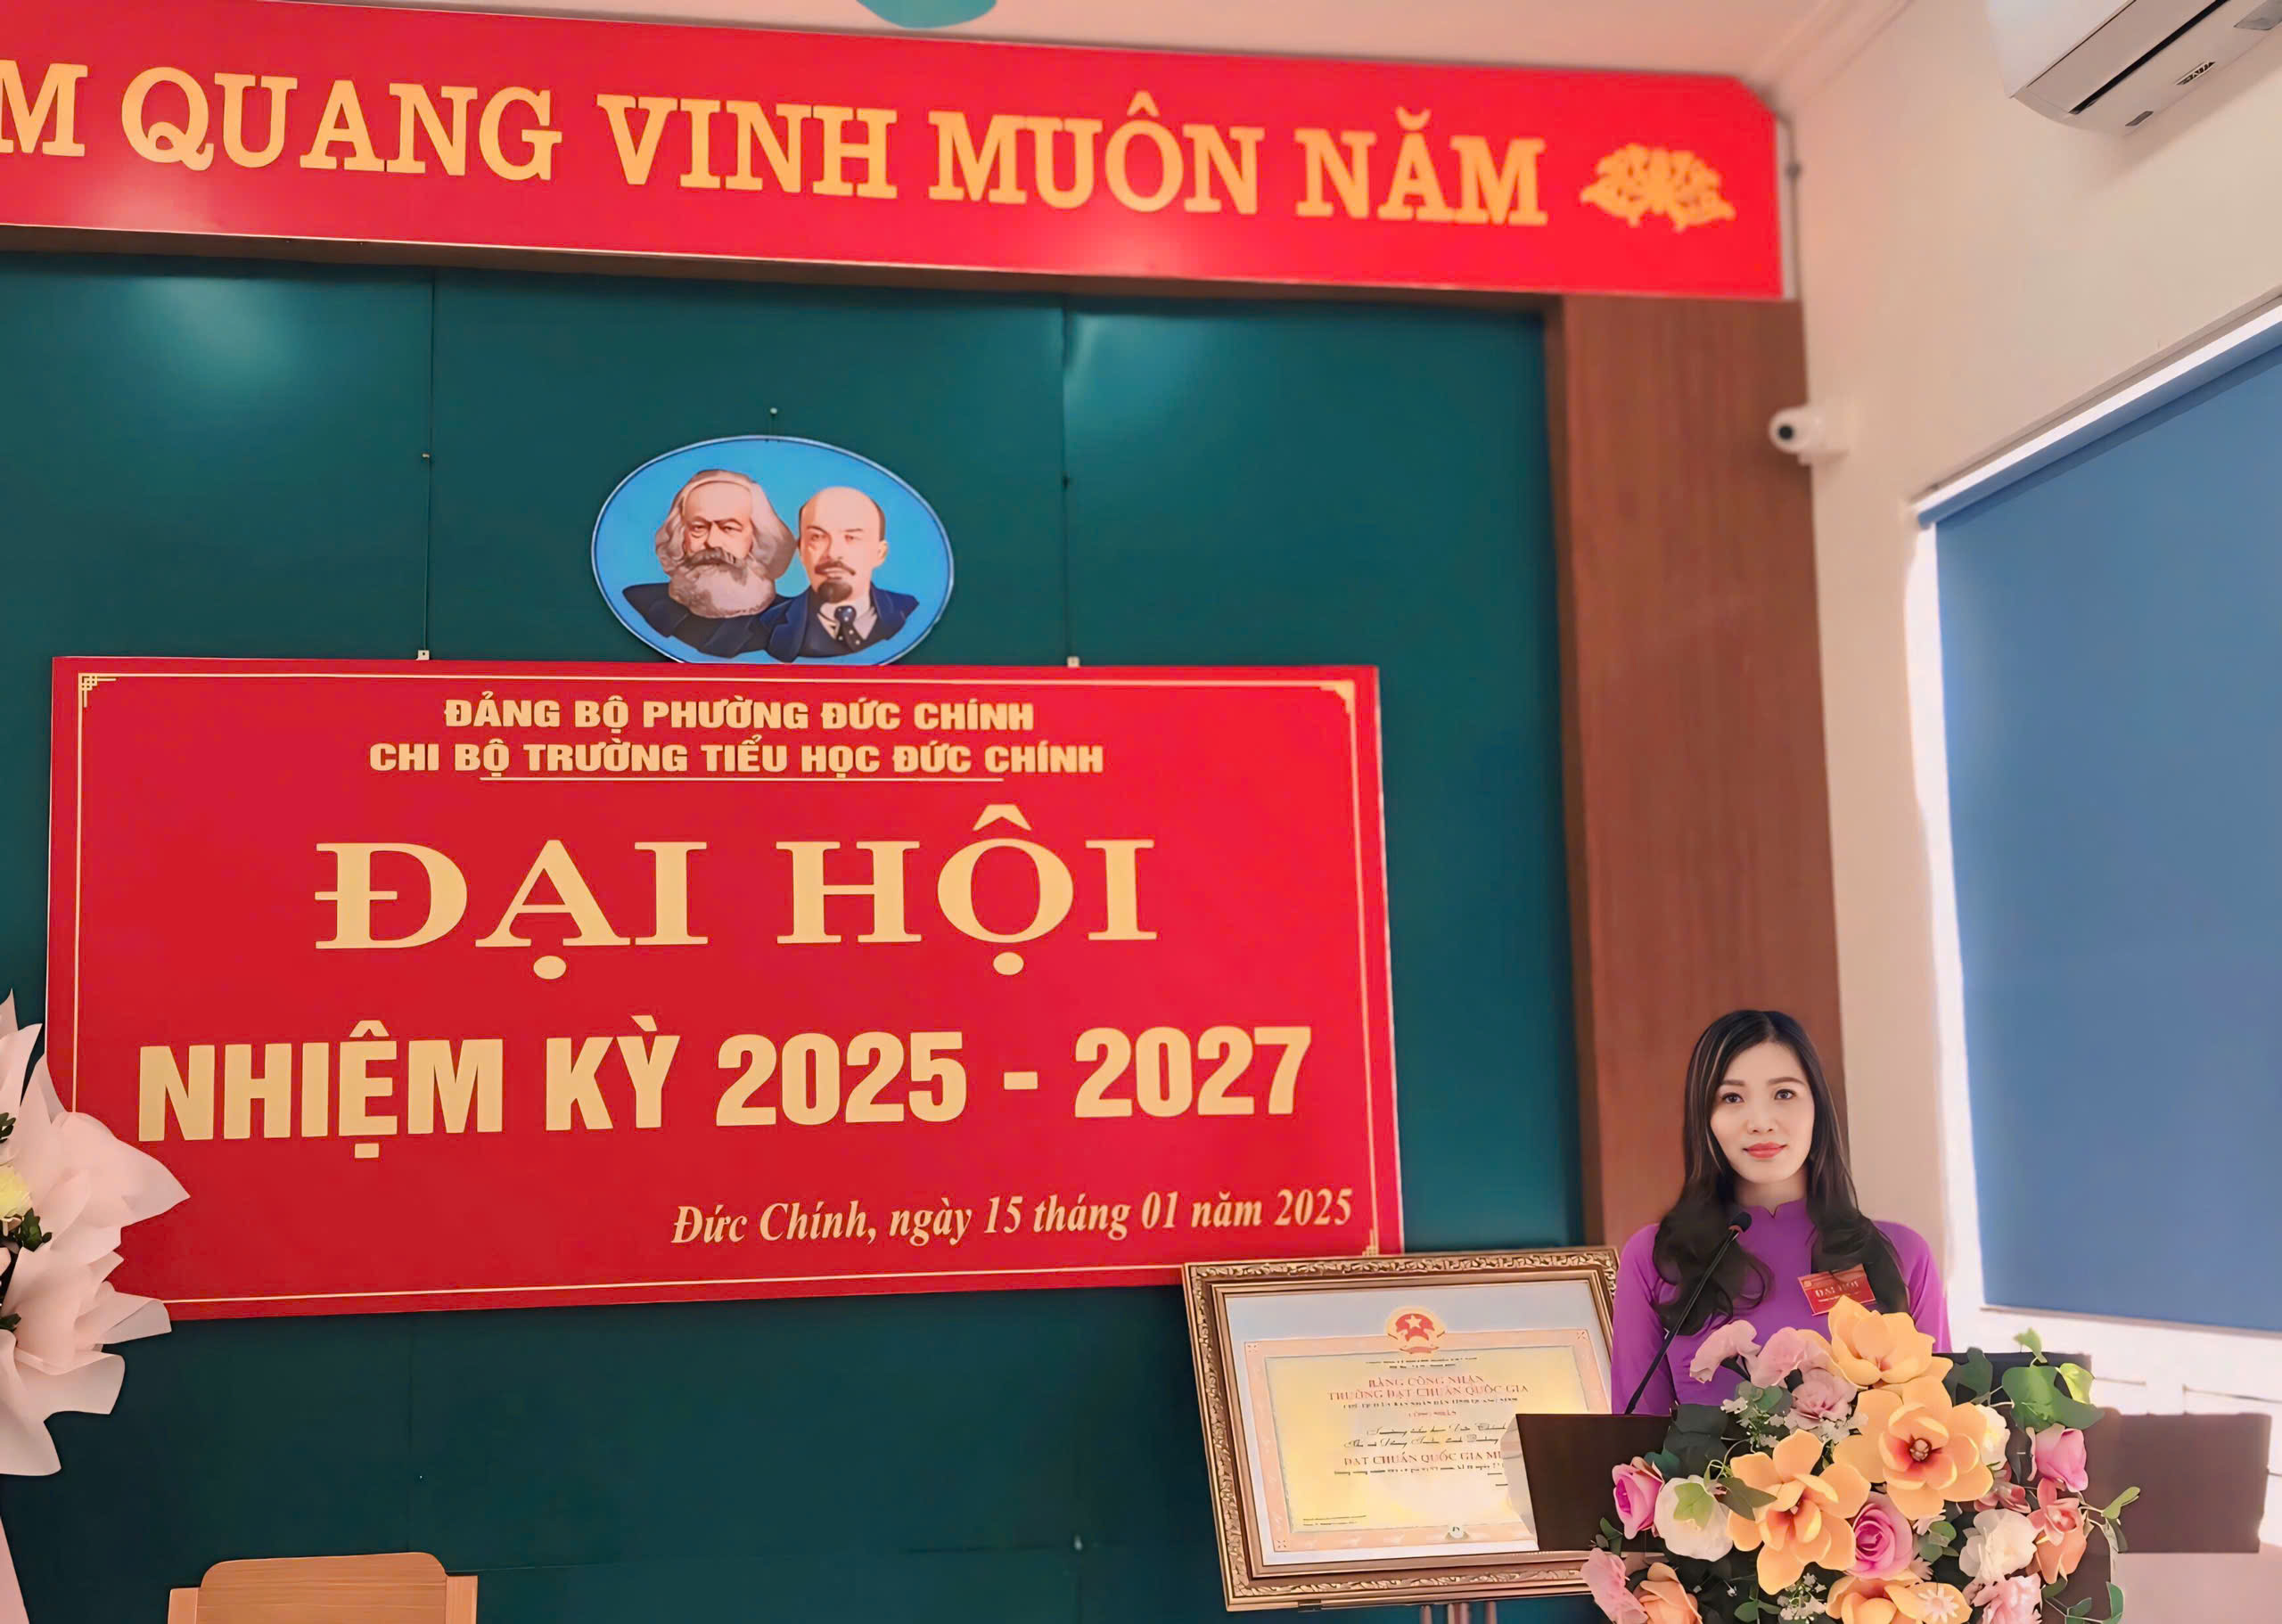 QUANG VINH MUÔN NĂM
ĐẢNG BỘ PHƯỜNG ĐỨC CHÍNH
CHI BỘ TRƯỜNG TIỂU HỌC ĐỨC CHÍNH
ĐẠI HỘI
NHIỆM KỲ 2025 - 2027
Đức Chính, ngày 15 tháng 01 năm 2025
ĐẠI HỘI
BẰNG CÔNG NHẬN
TRƯỜNG ĐẠT CHUẨN QUỐC GIA
ĐẠT CHUẨN QUỐC GIA